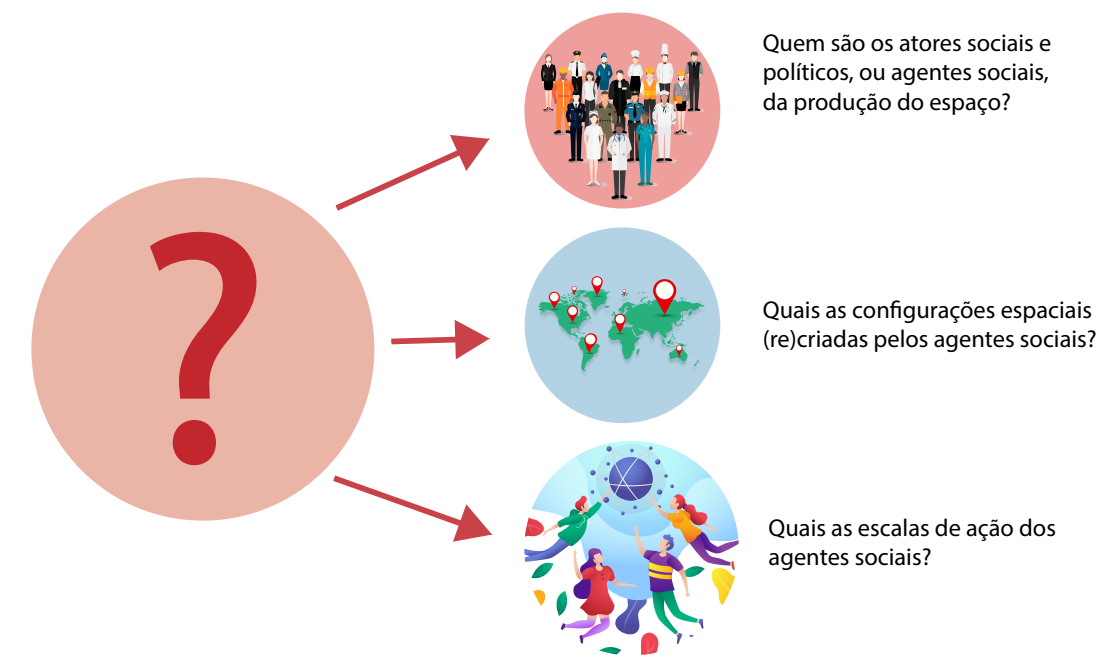 ?
Quem são os atores sociais e
políticos, ou agentes sociais,
da produção do espaço?
Quais as configurações espaciais
(re)criadas pelos agentes sociais?
Quais as escalas de ação dos
agentes sociais?